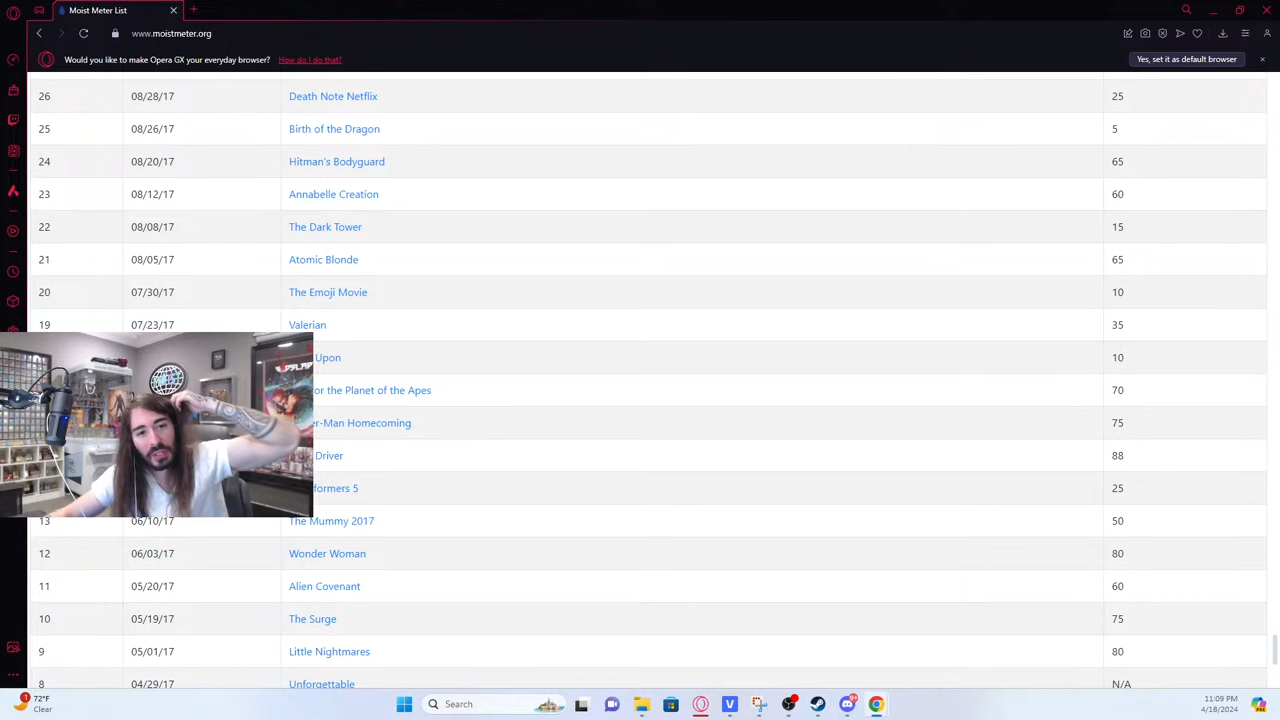 Moist Meter List
www.moistmeter.org
Would you like to make Opera GX your everyday browser? How do I do that? Yes, set it as default browser
26 08/28/17 Death Note Netflix 25
25 08/26/17 Birth of the Dragon 5
24 08/20/17 Hitman's Bodyguard 65
23 08/12/17 Annabelle Creation 60
22 08/08/17 The Dark Tower 15
21 08/05/17 Atomic Blonde 65
20 07/30/17 The Emoji Movie 10
19 07/23/17 Valerian 35
Upon 10
for the Planet of the Apes 70
er-Man Homecoming 75
Driver 88
formers 5 25
13 06/10/17 The Mummy 2017 50
12 06/03/17 Wonder Woman 80
11 05/20/17 Alien Covenant 60
10 05/19/17 The Surge 75
9 05/01/17 Little Nightmares 80
8 04/29/17 Unforgettable N/A
1 72°F
Clear
Search
11:09 PM
4/18/2024